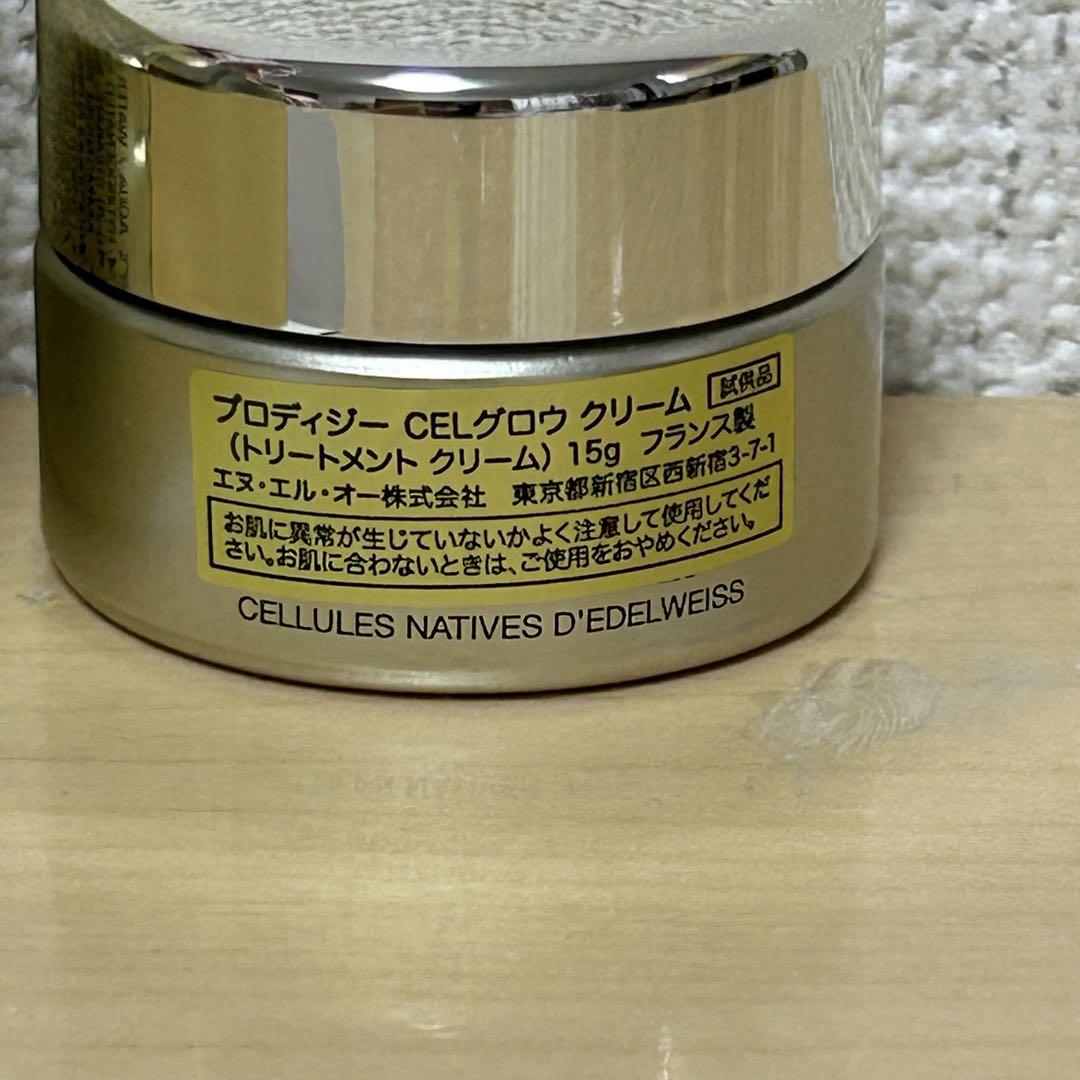 プロディジー CELグロウ クリーム 試供品
(トリートメント クリーム) 15g フランス製
エヌ・エル・オー株式会社 東京都新宿区西新宿3-7-1
お肌に異常が生じていないかよく注意して使用してくだ
さい。お肌に合わないときは、ご使用をおやめください。
CELLULES NATIVES D'EDELWEISS